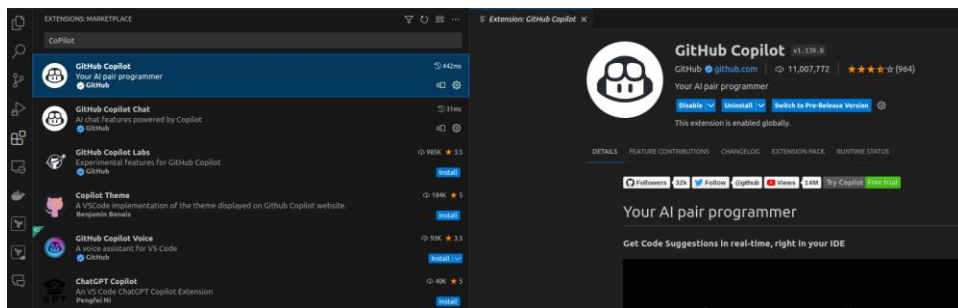 EXTENSIONS: MARKETPLACE
CoPilot
GitHub Copilot
442ms
Your AI pair programmer
GitHub
GitHub Copilot Chat
31ms
AI chat features powered by Copilot
GitHub
GitHub Copilot Labs
985K ★ 3.5
Experimental features for GitHub Copilot
GitHub
Install
Copilot Theme
184K ★ 5
A VSCode implementation of the theme displayed on Github Copilot website.
Benjamin Benais
Install
GitHub Copilot Voice
93K ★ 3.5
A voice assistant for VS Code
GitHub
Install
ChatGPT Copilot
40K ★ 5
An VS Code ChatGPT Copilot Extension
Pengfei Ni
Install
Extension: GitHub Copilot
GitHub Copilot v1.139.0
GitHub github.com 11,007,772 (964)
Your AI pair programmer
Disable Uninstall Switch to Pre-Release Version
This extension is enabled globally.
DETAILS FEATURE CONTRIBUTIONS CHANGELOG EXTENSION PACK RUNTIME STATUS
Followers 32k Follow @github Views 14M Try Copilot Free trial
Your AI pair programmer
Get Code Suggestions in real-time, right in your IDE